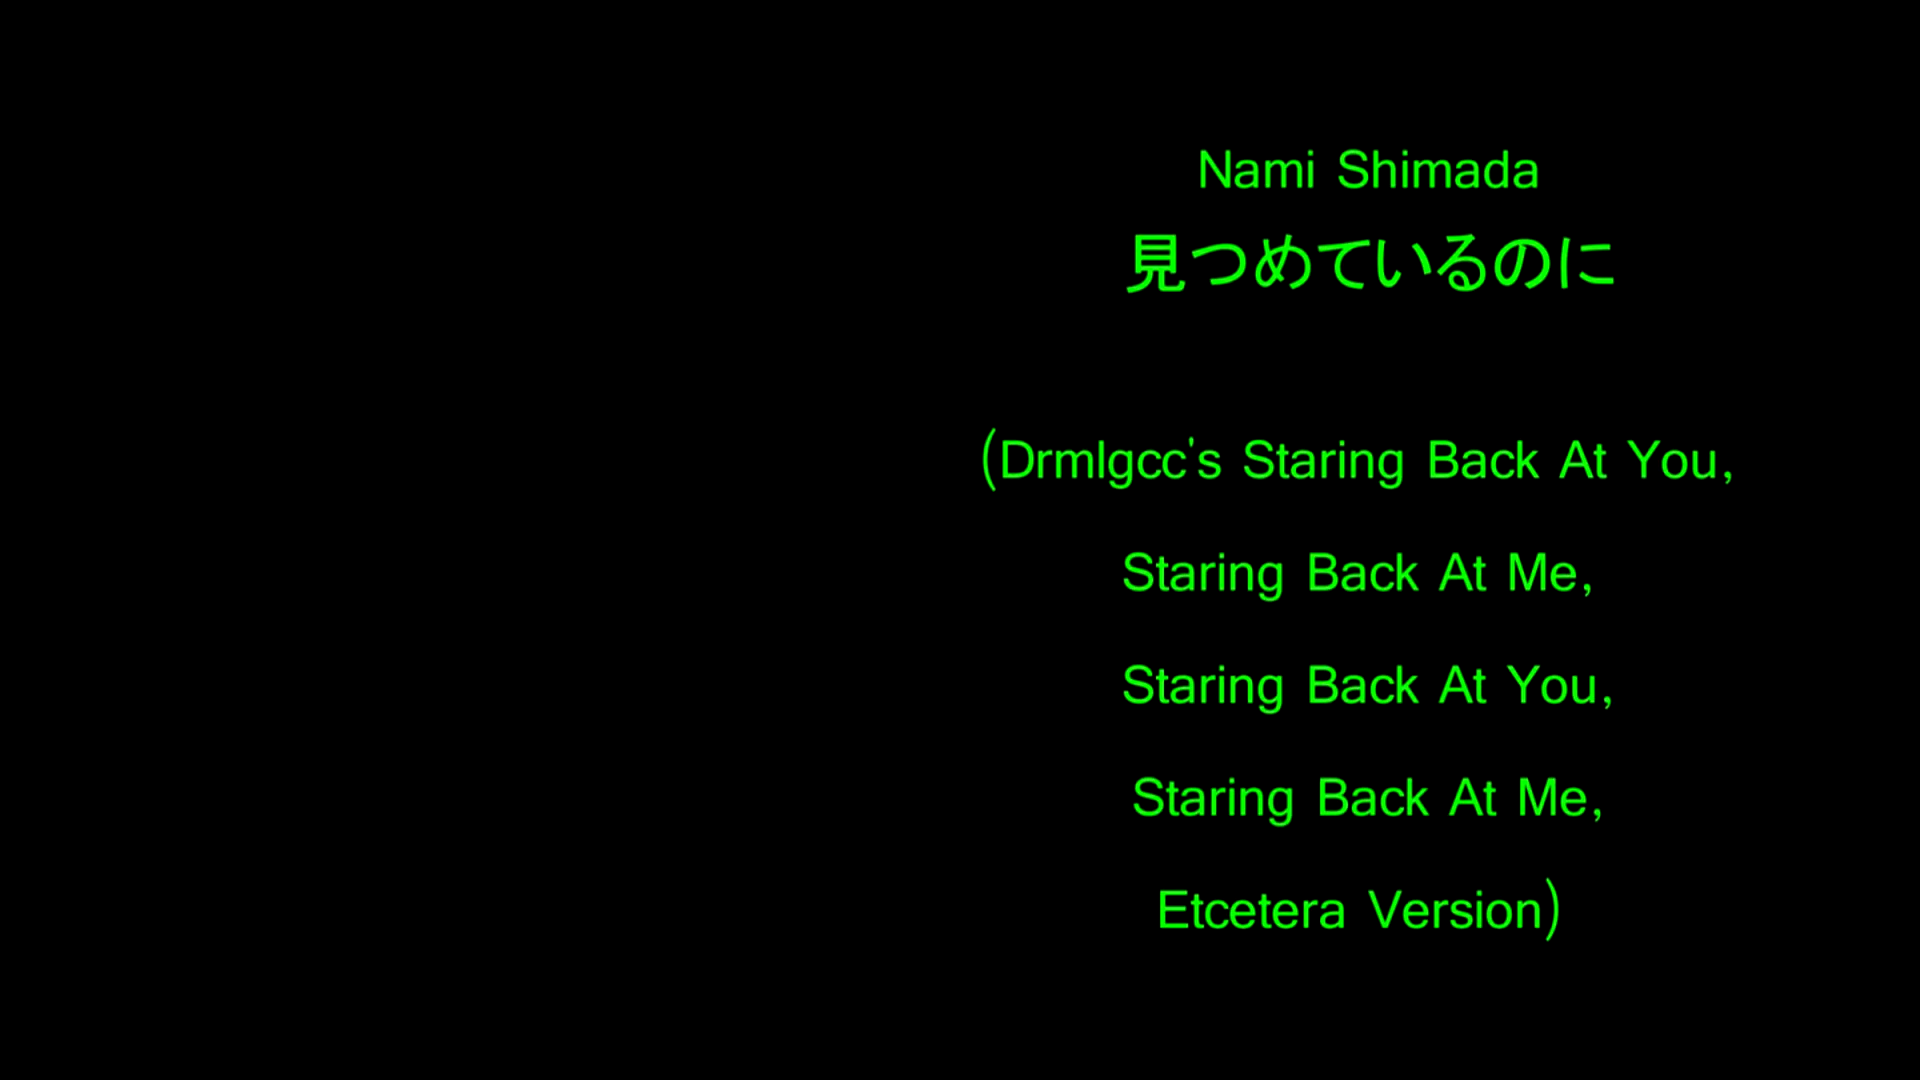 Nami Shimada
見つめているのに
(Drmlgcc's Staring Back At You,
Staring Back At Me,
Staring Back At You,
Staring Back At Me,
Etcetera Version)